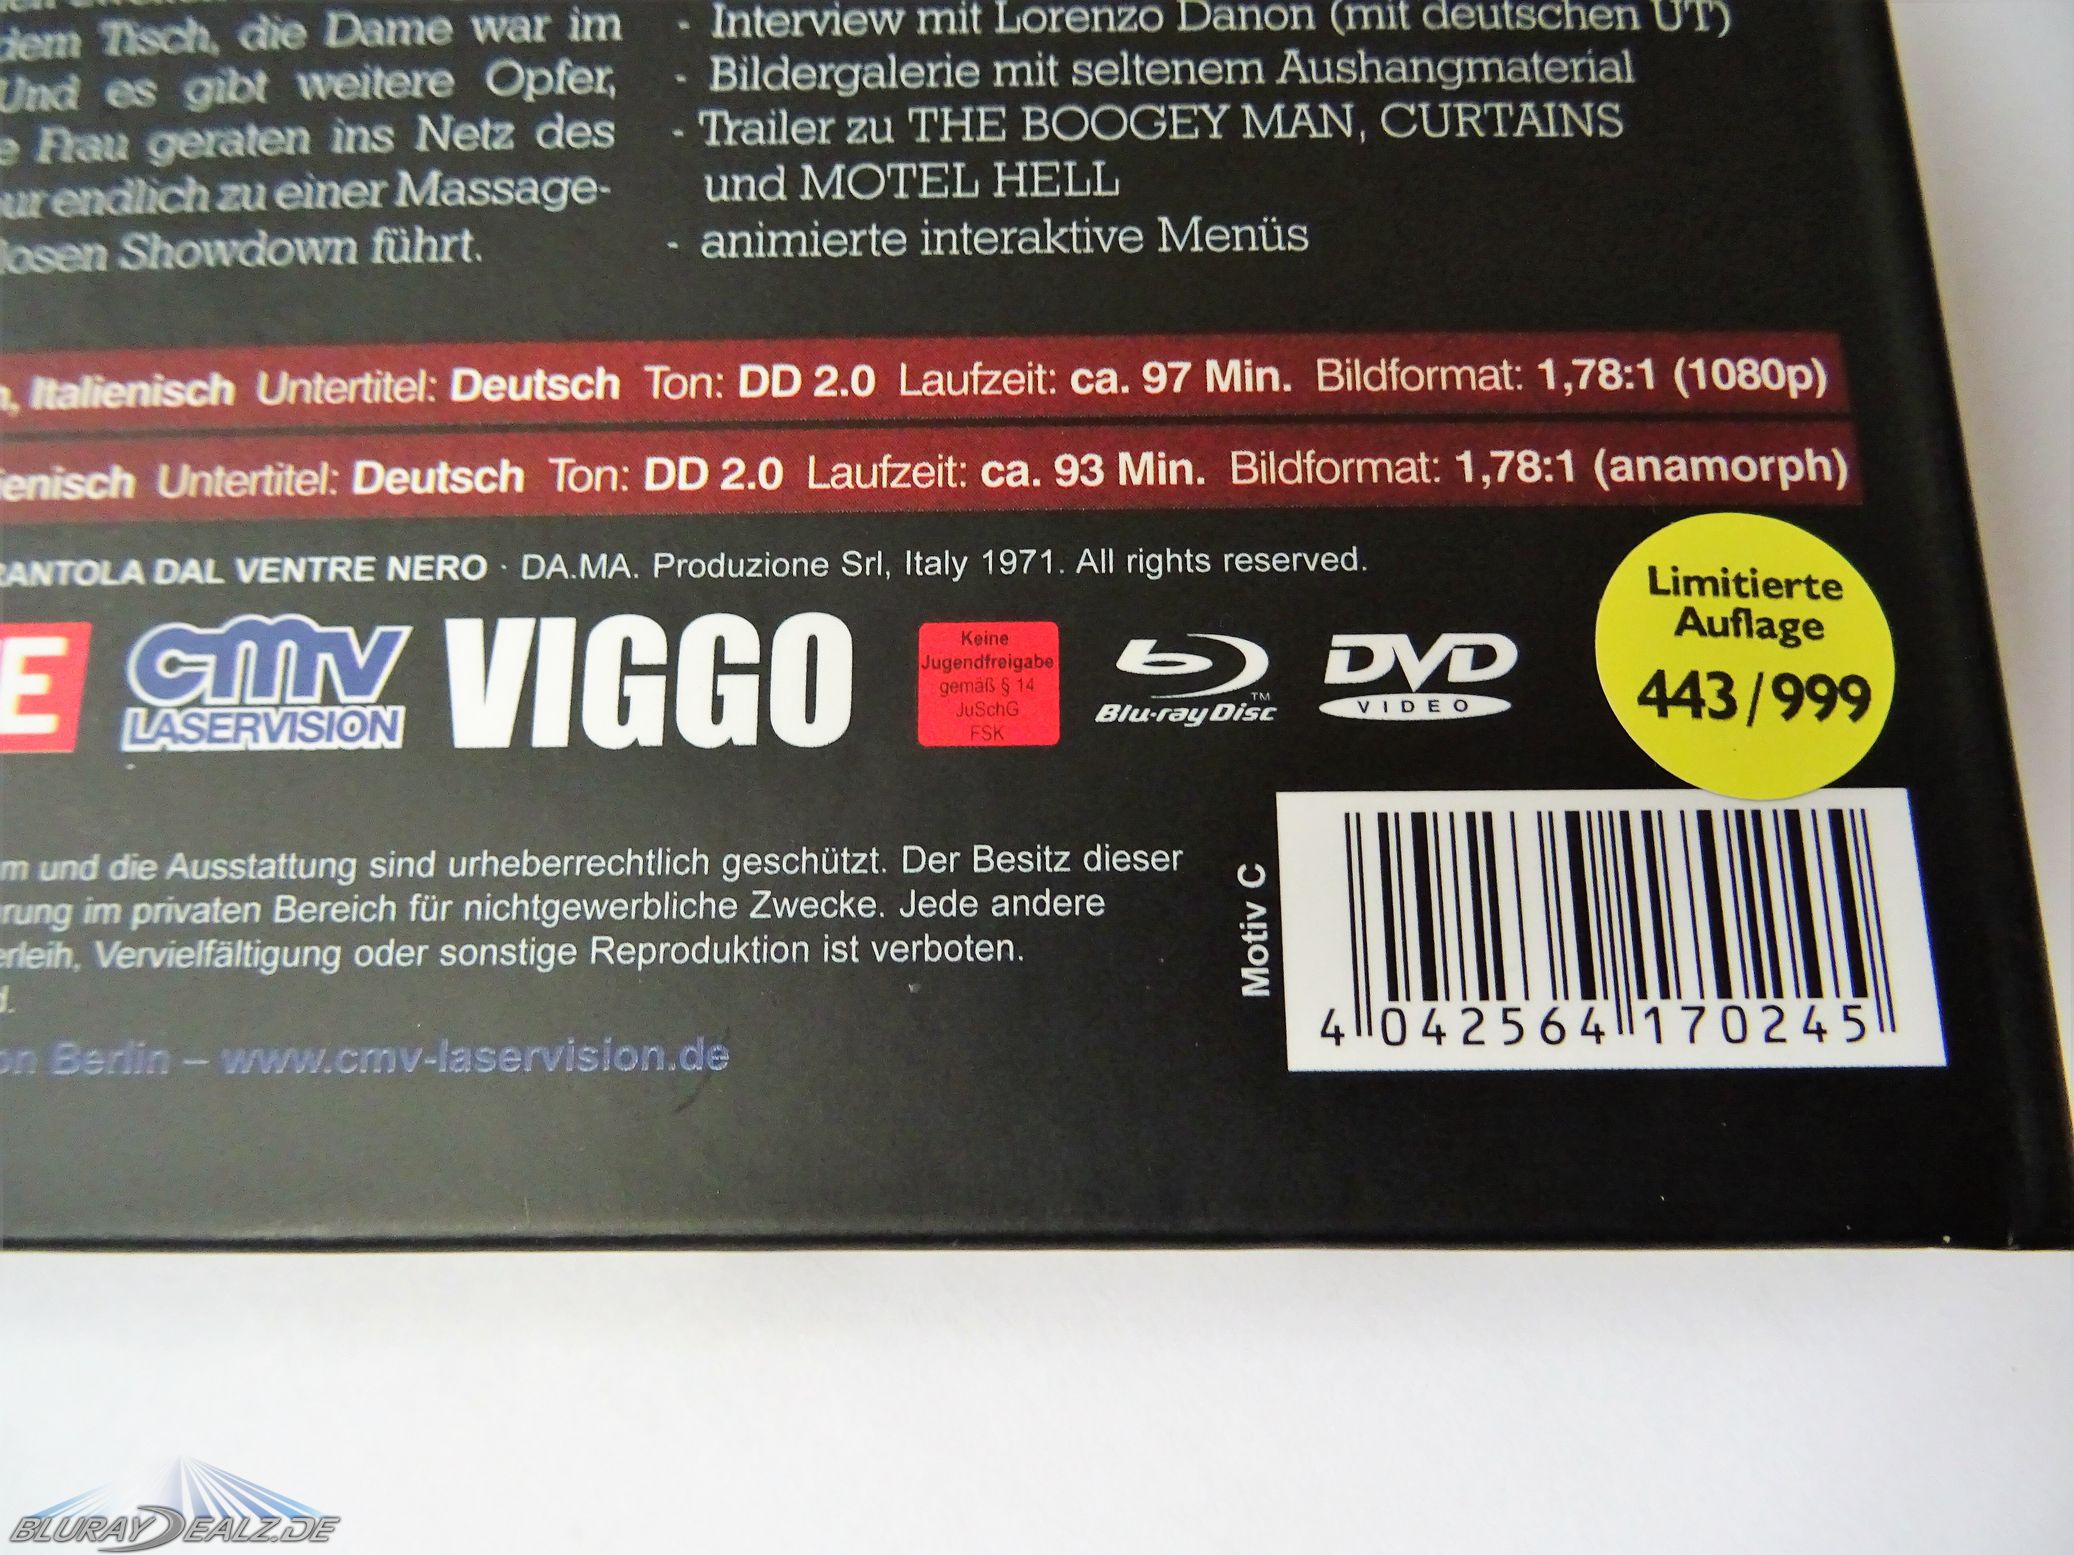 dem Tisch, die Dame war im
Und es gibt weitere Opfer,
Frau geraten ins Netz des
endlich zu einer Massage-
Showdown führt.
- Interview mit Lorenzo Danon (mit deutschen UT)
- Bildergalerie mit seltenem Aushangmaterial
- Trailer zu THE BOOGEY MAN, CURTAINS
und MOTEL HELL
- animierte interaktive Menüs
Italienisch Untertitel: Deutsch Ton: DD 2.0 Laufzeit: ca. 97 Min. Bildformat: 1,78:1 (1080p)
Untertitel: Deutsch Ton: DD 2.0 Laufzeit: ca. 93 Min. Bildformat: 1,78:1 (anamorph)
DAL VENTRE NERO · DA.MA. Produzione Srl, Italy 1971. All rights reserved.
cmv
LASERVISION
VIGGO
Keine
Jugendfreigabe
gemäß § 14
JuSchG
FSK
Blu-ray Disc™
DVD
VIDEO
Limitierte
Auflage
443/999
und die Ausstattung sind urheberrechtlich geschützt. Der Besitz dieser
im privaten Bereich für nichtgewerbliche Zwecke. Jede andere
Vervielfältigung oder sonstige Reproduktion ist verboten.
Berlin – www.cmv-laservision.de
Motiv C
4 042564 170245
BLURAYDEALZ.DE